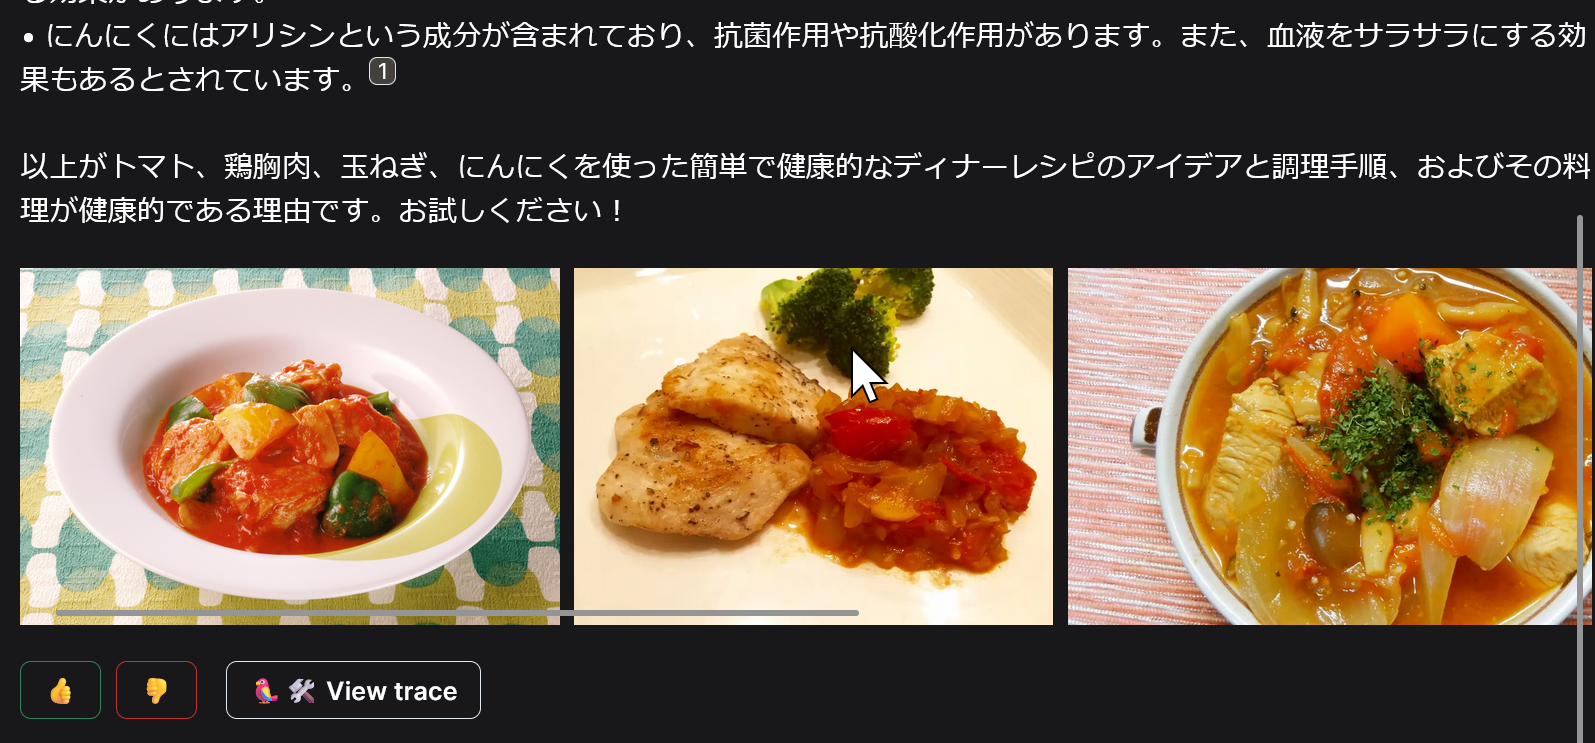 • にんにくにはアリシンという成分が含まれており、抗菌作用や抗酸化作用があります。また、血液をサラサラにする効
果もあるとされています。 1
以上がトマト、鶏胸肉、玉ねぎ、にんにくを使った簡単で健康的なディナーレシピのアイデアと調理手順、およびその料
理が健康的である理由です。お試しください！
View trace